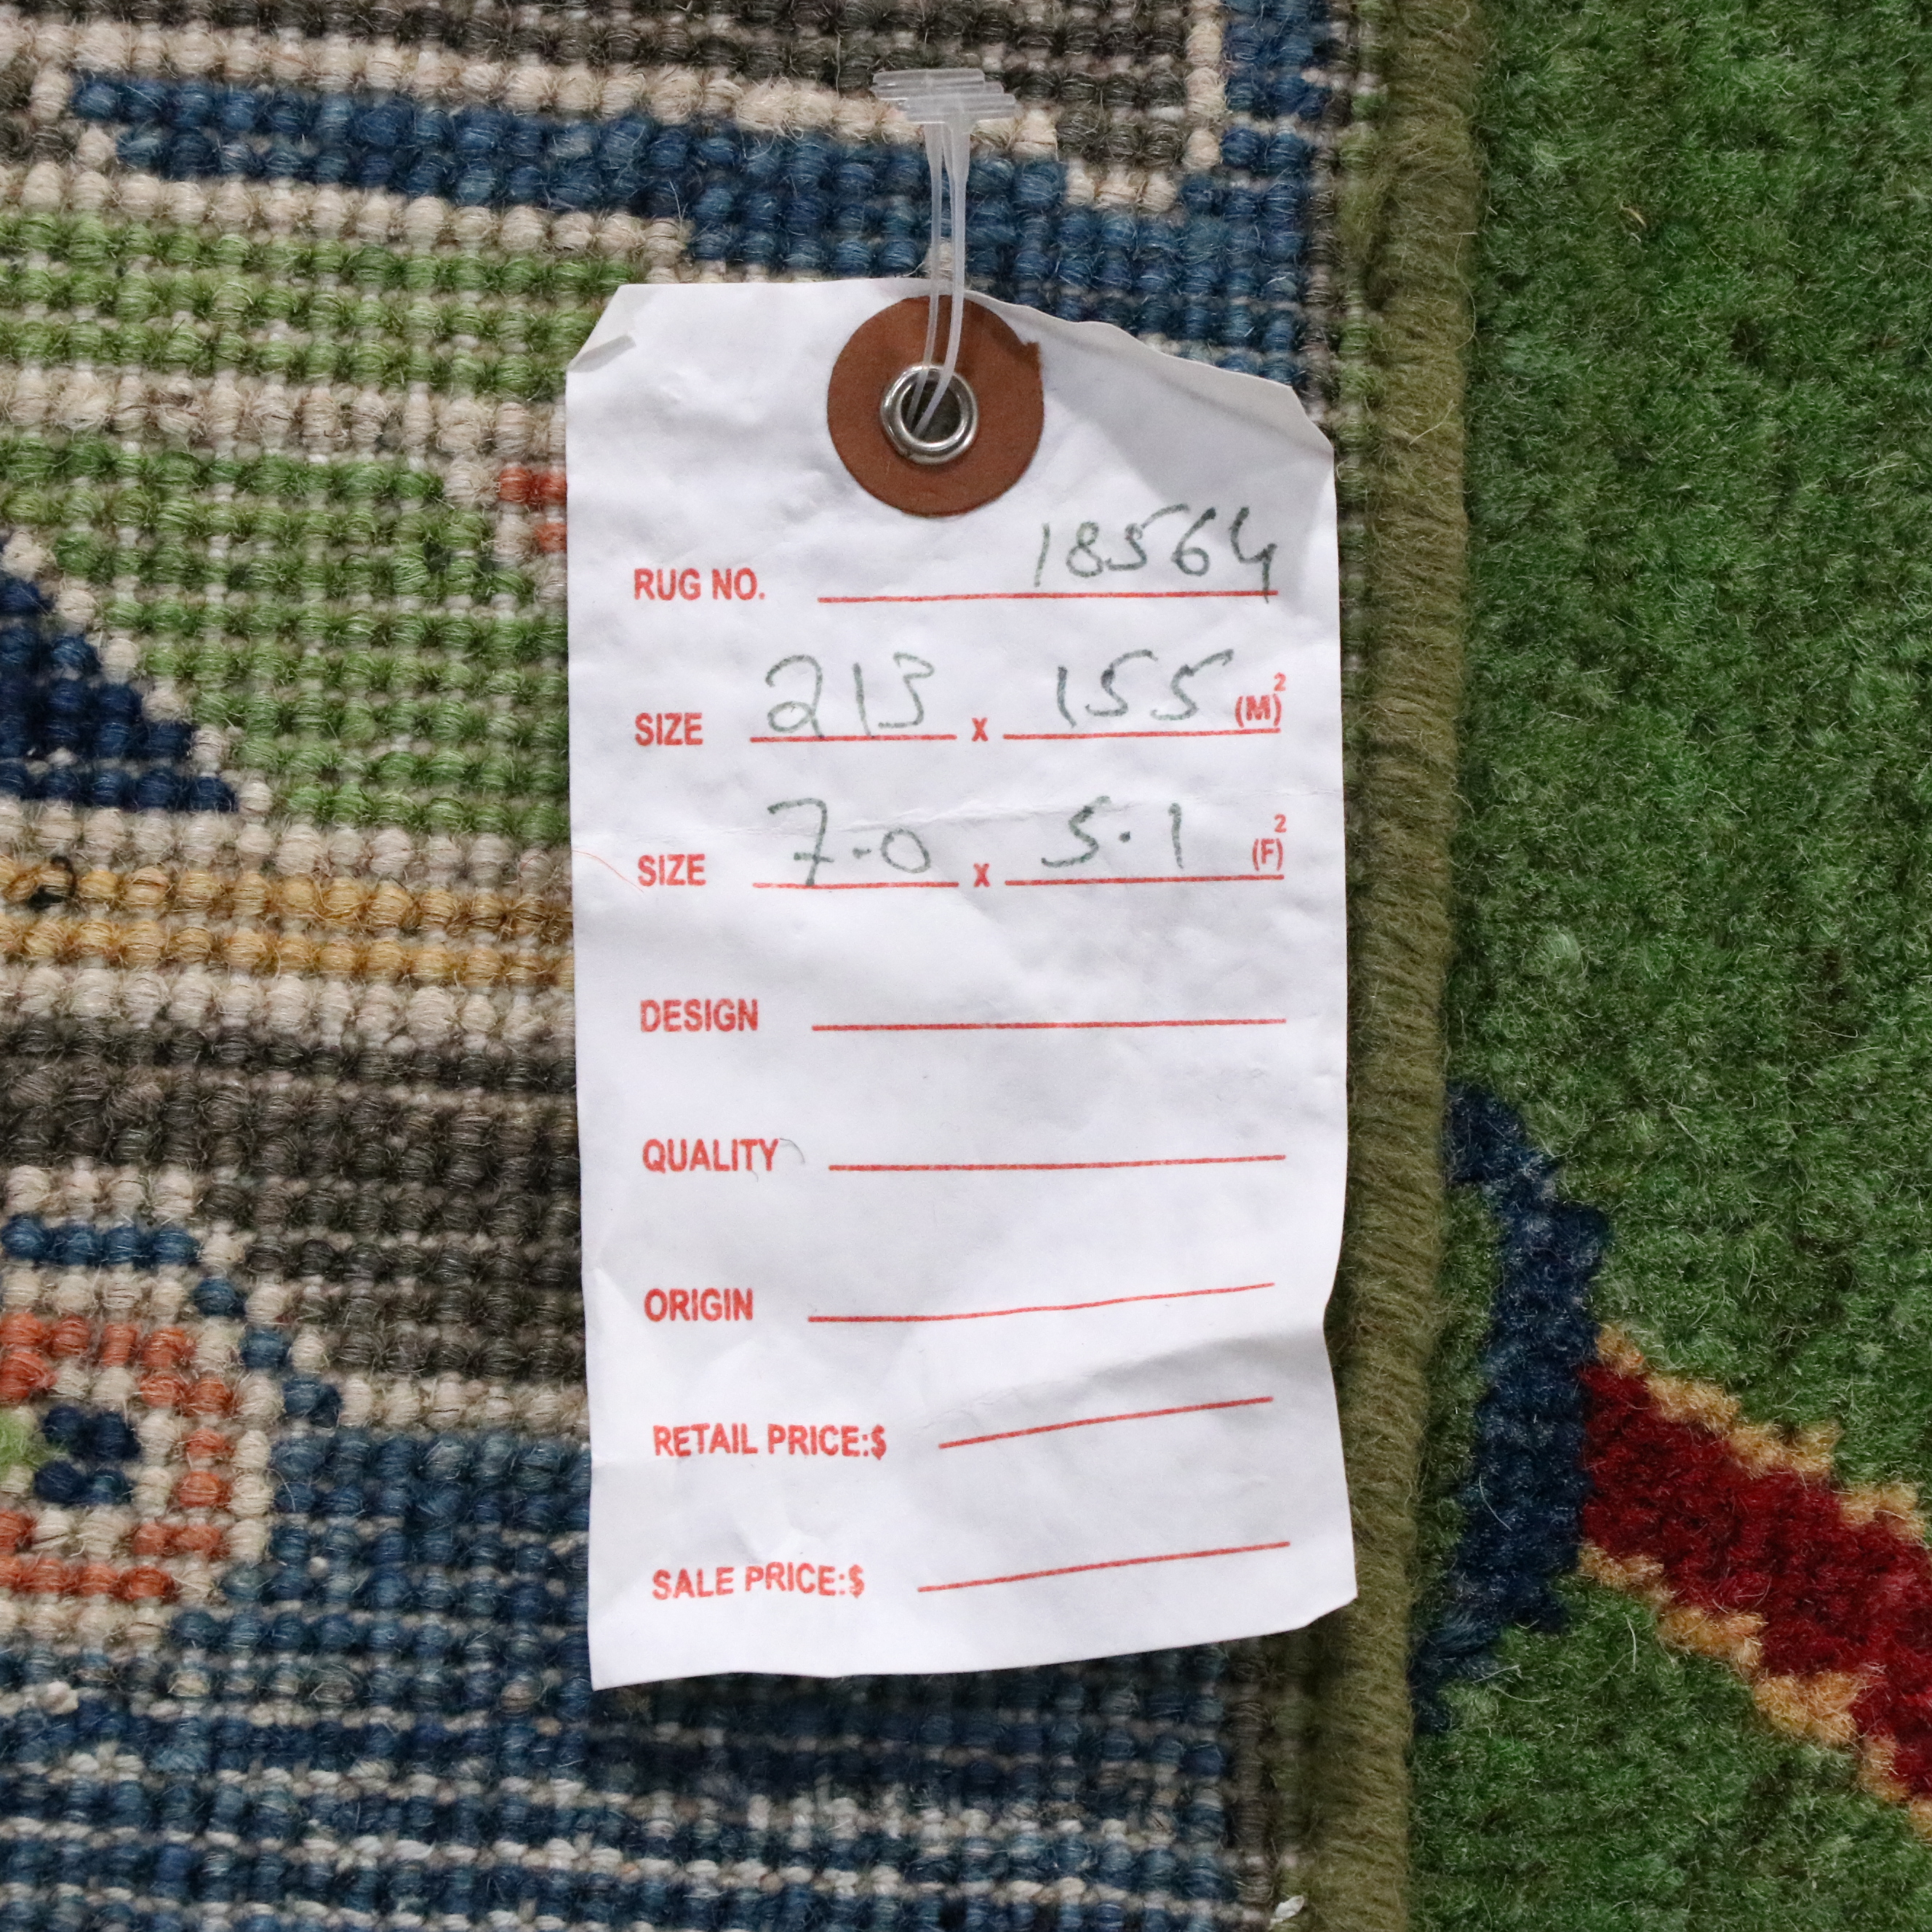 RUG NO. 18564
SIZE 213 x 155 (M)²
SIZE 7.0 x 5.1 (F)²
DESIGN
QUALITY
ORIGIN
RETAIL PRICE:$
SALE PRICE:$